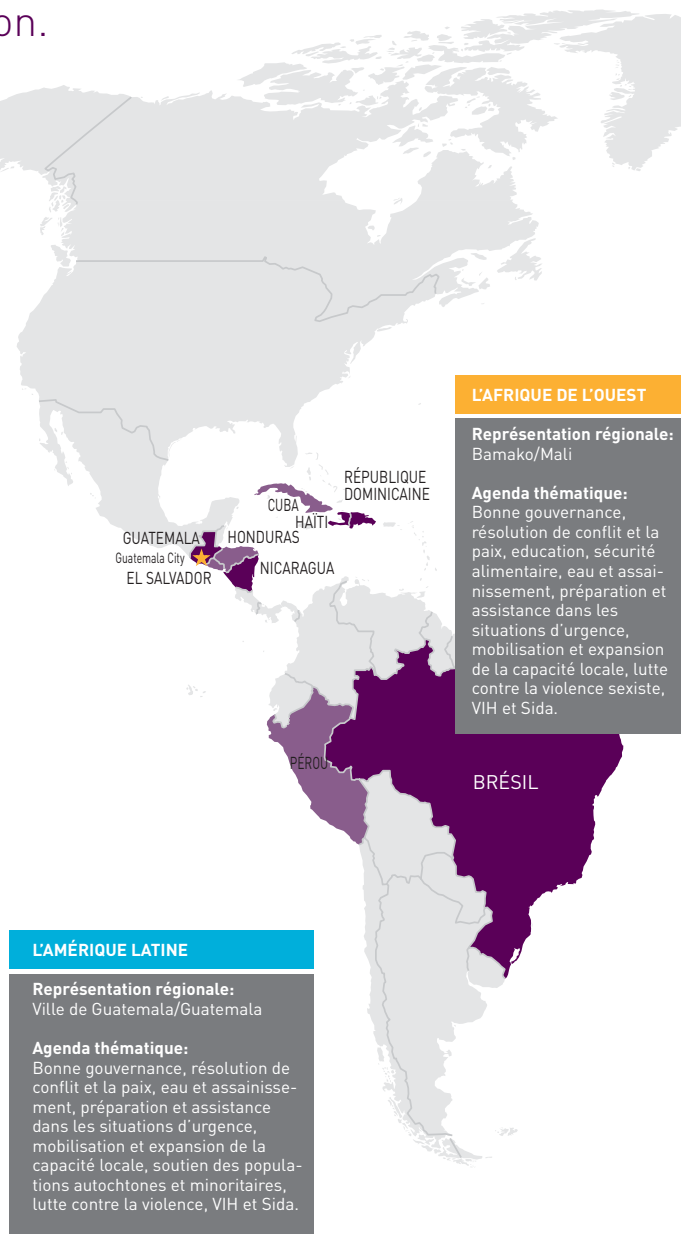 on.
L'AFRIQUE DE L'OUEST
Représentation régionale:
Bamako/Mali
Agenda thématique:
Bonne gouvernance,
résolution de conflit et la
paix, education, sécurité
alimentaire, eau et assai-
nissement, préparation et
assistance dans les
situations d'urgence,
mobilisation et expansion
de la capacité locale, lutte
contre la violence sexiste,
VIH et Sida.
RÉPUBLIQUE
DOMINICAINE
CUBA
HAÏTI
GUATEMALA
HONDURAS
Guatemala City
NICARAGUA
EL SALVADOR
PÉROU
BRÉSIL
L'AMÉRIQUE LATINE
Représentation régionale:
Ville de Guatemala/Guatemala
Agenda thématique:
Bonne gouvernance, résolution de
conflit et la paix, eau et assainisse-
ment, préparation et assistance
dans les situations d'urgence,
mobilisation et expansion de la
capacité locale, soutien des popula-
tions autochtones et minoritaires,
lutte contre la violence, VIH et Sida.